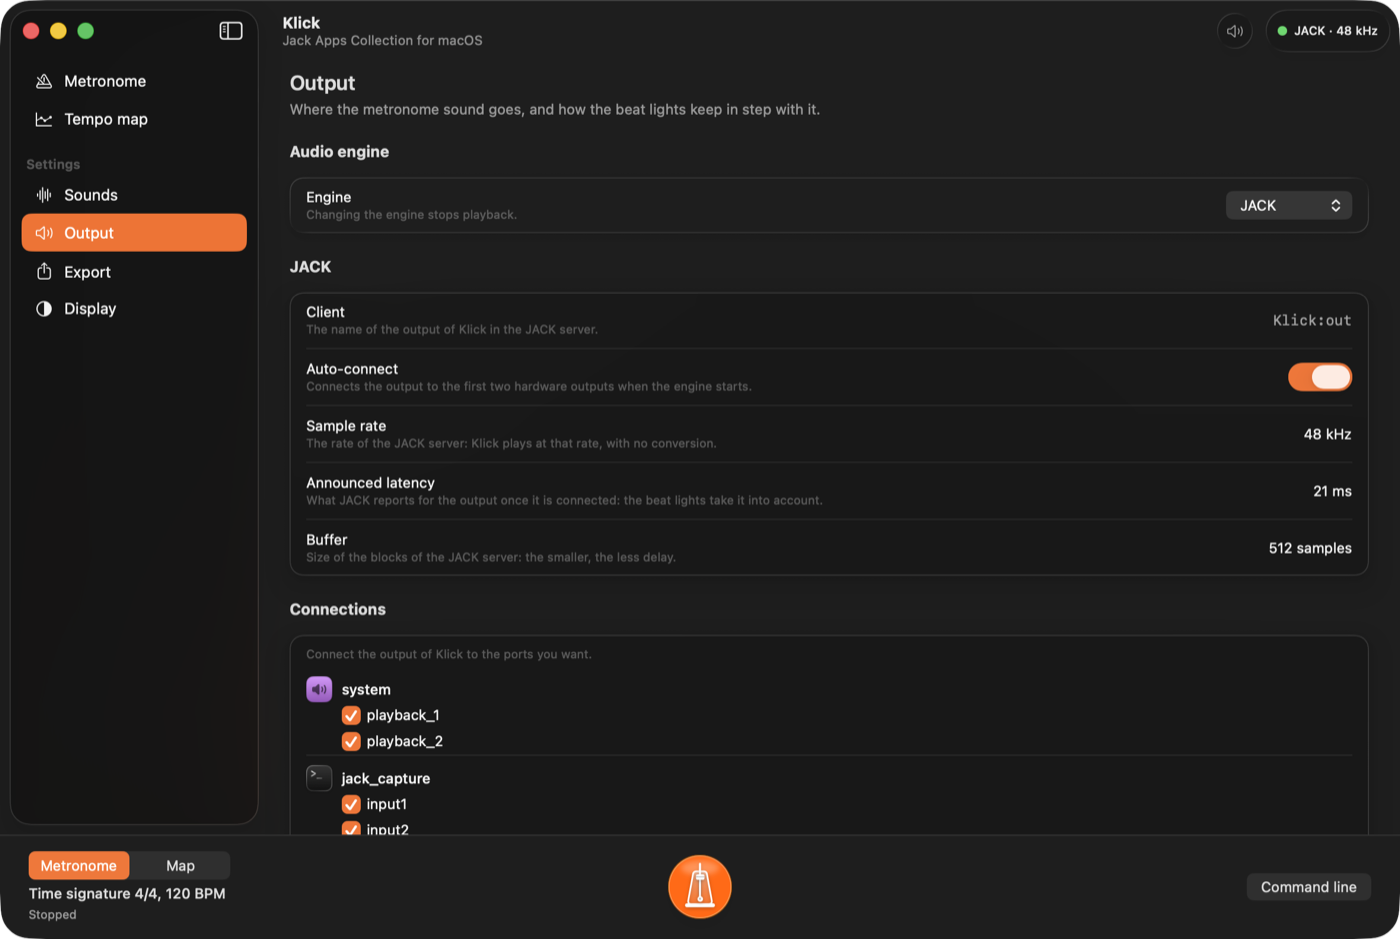 Klick
Jack Apps Collection for macOS
JACK · 48 kHz
Metronome
Tempo map
Settings
Sounds
Output
Export
Display
Output
Where the metronome sound goes, and how the beat lights keep in step with it.
Audio engine
Engine
Changing the engine stops playback.
JACK
JACK
Client
The name of the output of Klick in the JACK server.
Klick:out
Auto-connect
Connects the output to the first two hardware outputs when the engine starts.
Sample rate
The rate of the JACK server: Klick plays at that rate, with no conversion.
48 kHz
Announced latency
What JACK reports for the output once it is connected: the beat lights take it into account.
21 ms
Buffer
Size of the blocks of the JACK server: the smaller, the less delay.
512 samples
Connections
Connect the output of Klick to the ports you want.
system
playback_1
playback_2
jack_capture
input1
input2
Metronome
Map
Time signature 4/4, 120 BPM
Stopped
Command line